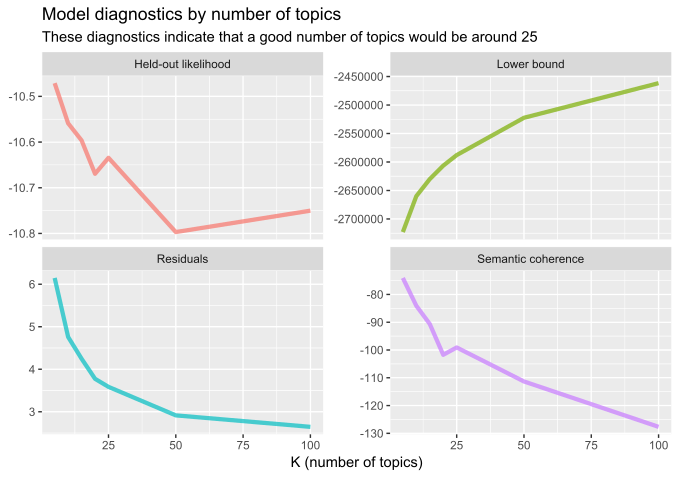 Model diagnostics by number of topics
These diagnostics indicate that a good number of topics would be around 25
Held-out likelihood
Lower bound
-10.5
-10.6
-10.7
-10.8
-2450000
-2500000
-2550000
-2600000
-2650000
-2700000
Residuals
Semantic coherence
6
5
4
3
-80
-90
-100
-110
-120
-130
25 50 75 100
25 50 75 100
K (number of topics)